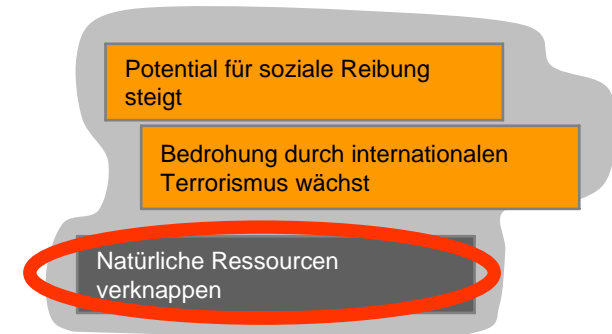 Potential für soziale Reibung
steigt
Bedrohung durch internationalen
Terrorismus wächst
Natürliche Ressourcen
verknappen